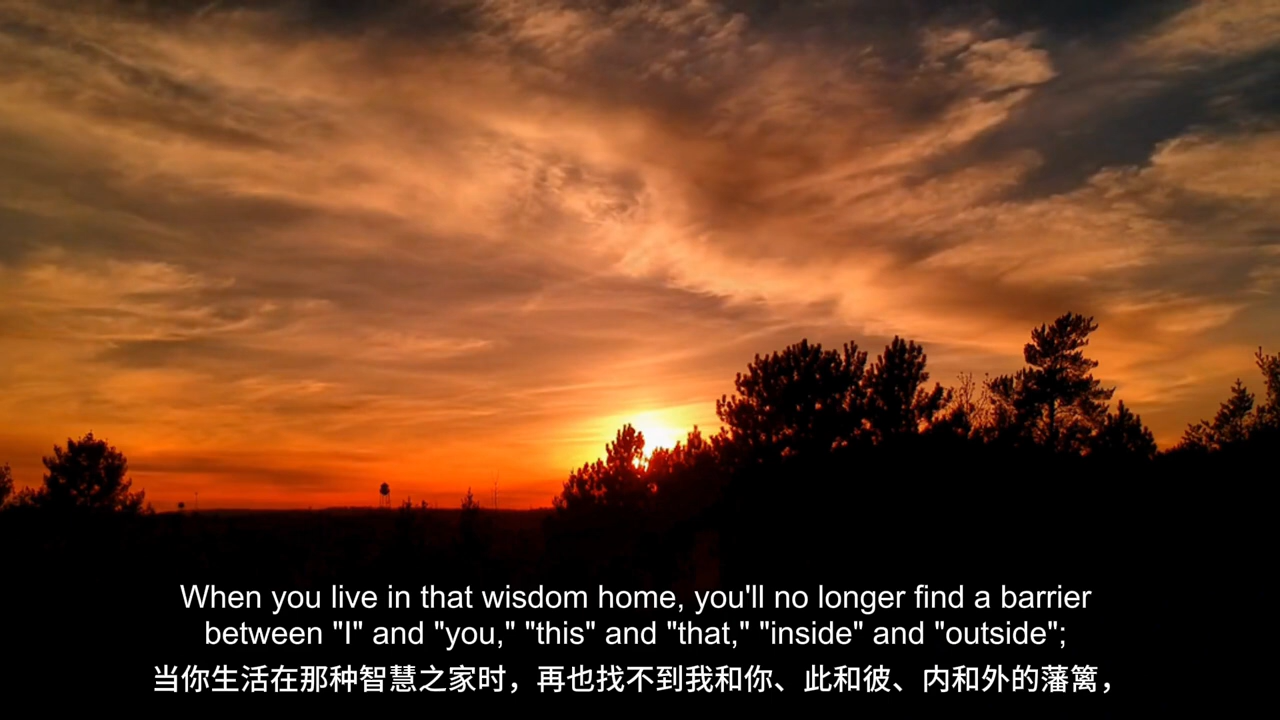 When you live in that wisdom home, you'll no longer find a barrier
between "I" and "you," "this" and "that," "inside" and "outside";
当你生活在那种智慧之家时，再也找不到我和你、此和彼、内和外的藩篱，